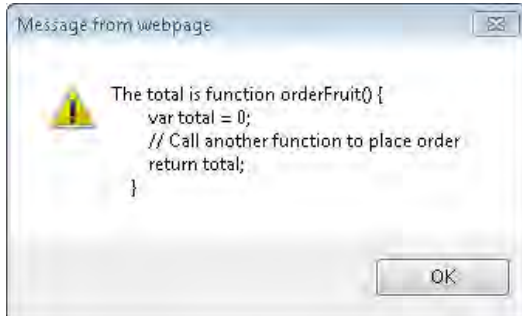 Message from webpage
The total is function orderFruit() {
var total = 0;
// Call another function to place order
return total;
}
OK